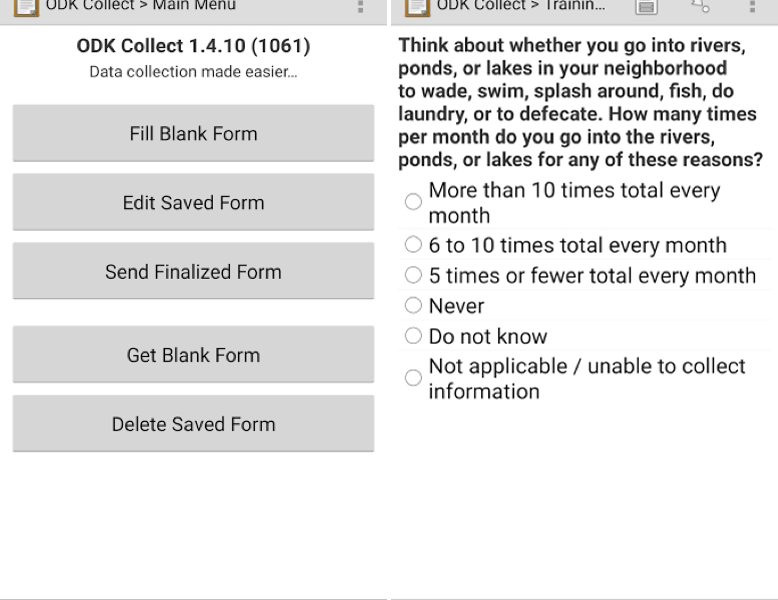 ODK Collect > Main Menu
ODK Collect 1.4.10 (1061)
Data collection made easier...
Fill Blank Form
Edit Saved Form
Send Finalized Form
Get Blank Form
Delete Saved Form
ODK Collect > Trainin...
Think about whether you go into rivers,
ponds, or lakes in your neighborhood
to wade, swim, splash around, fish, do
laundry, or to defecate. How many times
per month do you go into the rivers,
ponds, or lakes for any of these reasons?
More than 10 times total every
month
6 to 10 times total every month
5 times or fewer total every month
Never
Do not know
Not applicable / unable to collect
information